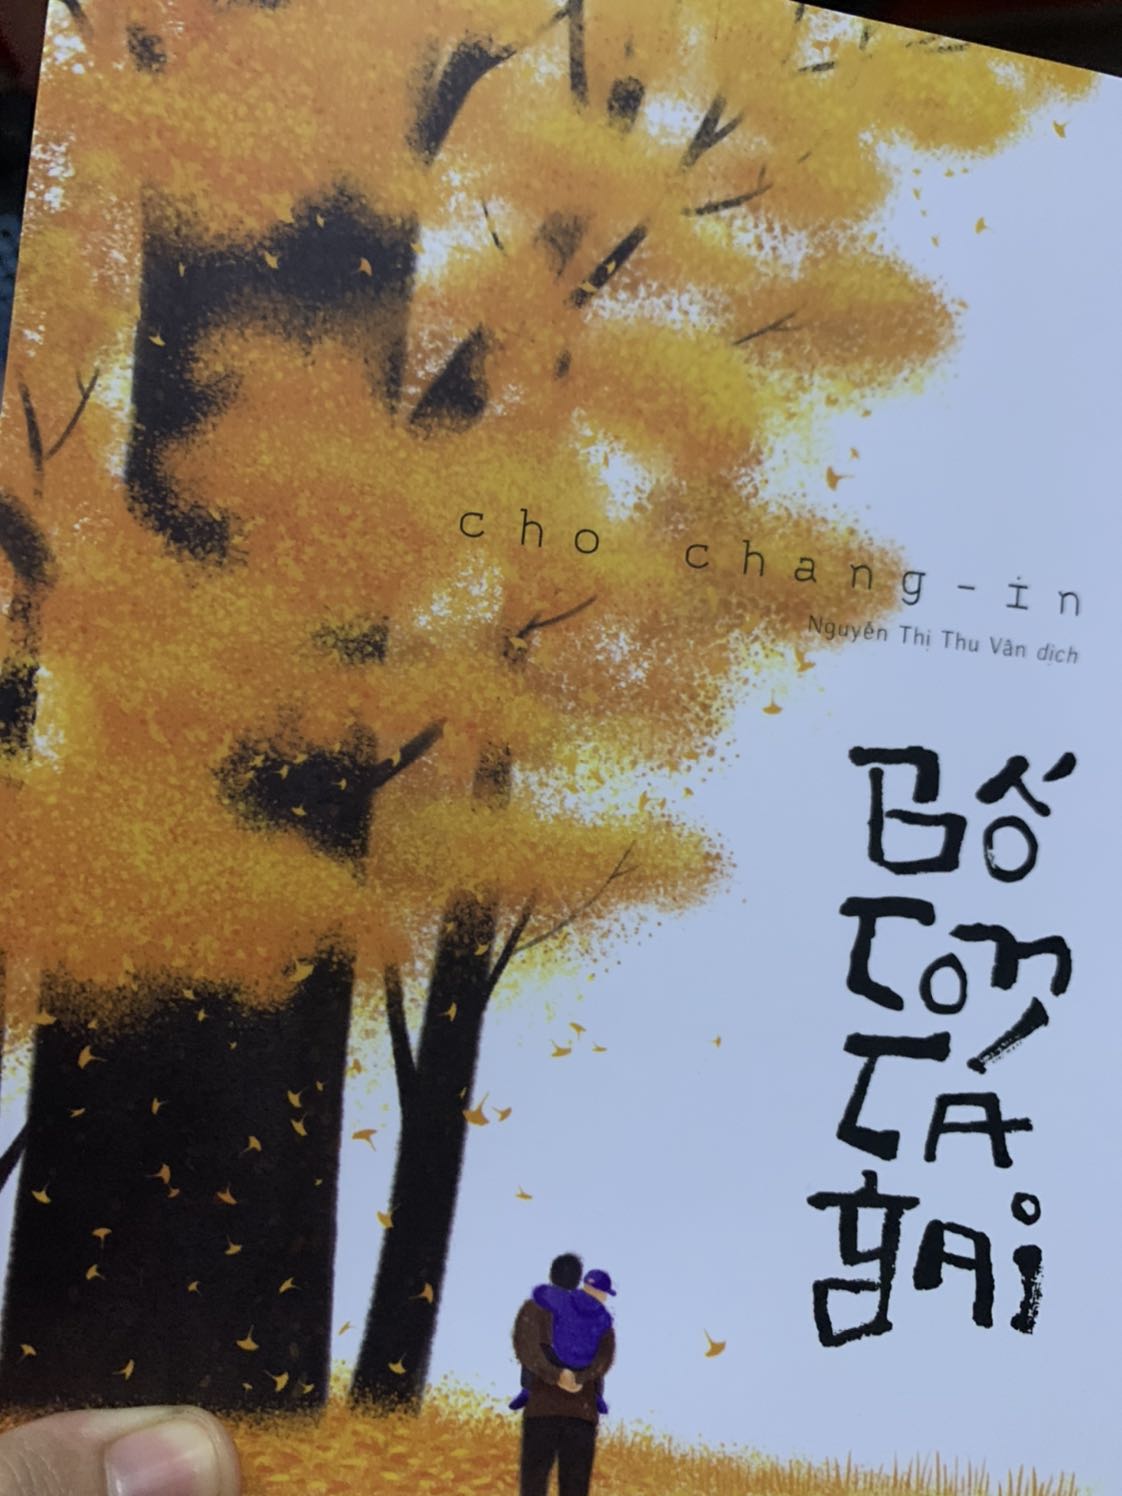 cho chang-in
Nguyễn Thị Thu Vân dịch
Bố
Con
Cá
gai